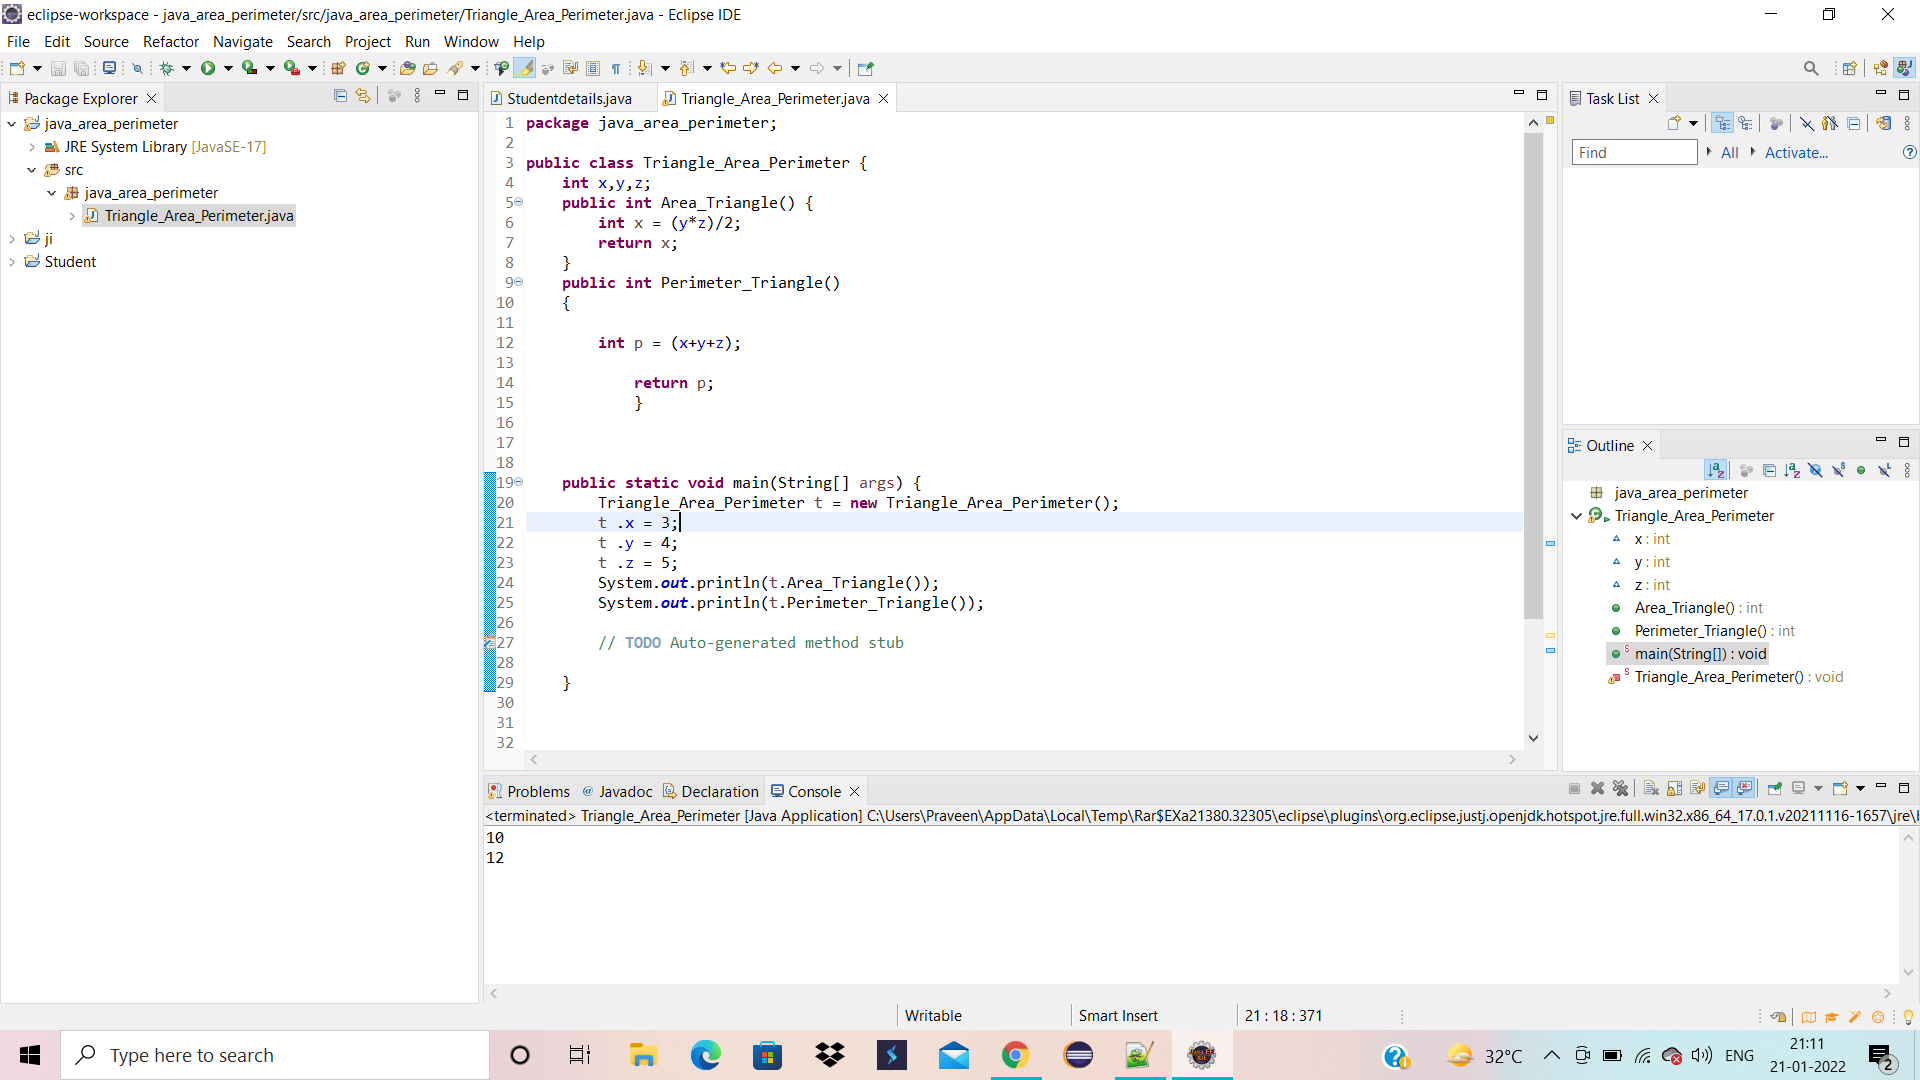 eclipse-workspace - java_area_perimeter/src/java_area_perimeter/Triangle_Area_Perimeter.java - Eclipse IDE
File Edit Source Refactor Navigate Search Project Run Window Help
Package Explorer
java_area_perimeter
JRE System Library [JavaSE-17]
src
java_area_perimeter
Triangle_Area_Perimeter.java
ji
Student
Studentdetails.java Triangle_Area_Perimeter.java
1 package java_area_perimeter;
2
3 public class Triangle_Area_Perimeter {
4 int x,y,z;
5 public int Area_Triangle() {
6 int x = (y*z)/2;
7 return x;
8 }
9 public int Perimeter_Triangle()
10 {
11
12 int p = (x+y+z);
13
14 return p;
15 }
16
17
18
19 public static void main(String[] args) {
20 Triangle_Area_Perimeter t = new Triangle_Area_Perimeter();
21 t .x = 3;
22 t .y = 4;
23 t .z = 5;
24 System.out.println(t.Area_Triangle());
25 System.out.println(t.Perimeter_Triangle());
26
27 // TODO Auto-generated method stub
28
29 }
30
31
32
Task List
Find All Activate...
Outline
java_area_perimeter
Triangle_Area_Perimeter
x : int
y : int
z : int
Area_Triangle() : int
Perimeter_Triangle() : int
main(String[]) : void
Triangle_Area_Perimeter() : void
Problems Javadoc Declaration Console
<terminated> Triangle_Area_Perimeter [Java Application] C:\Users\Praveen\AppData\Local\Temp\Rar$EXa21380.32305\eclipse\plugins\org.eclipse.justj.openjdk.hotspot.jre.full.win32.x86_64_17.0.1.v20211116-1657\jre\b
10
12
Writable Smart Insert 21 : 18 : 371
Type here to search
32°C ENG
21:11
21-01-2022
2